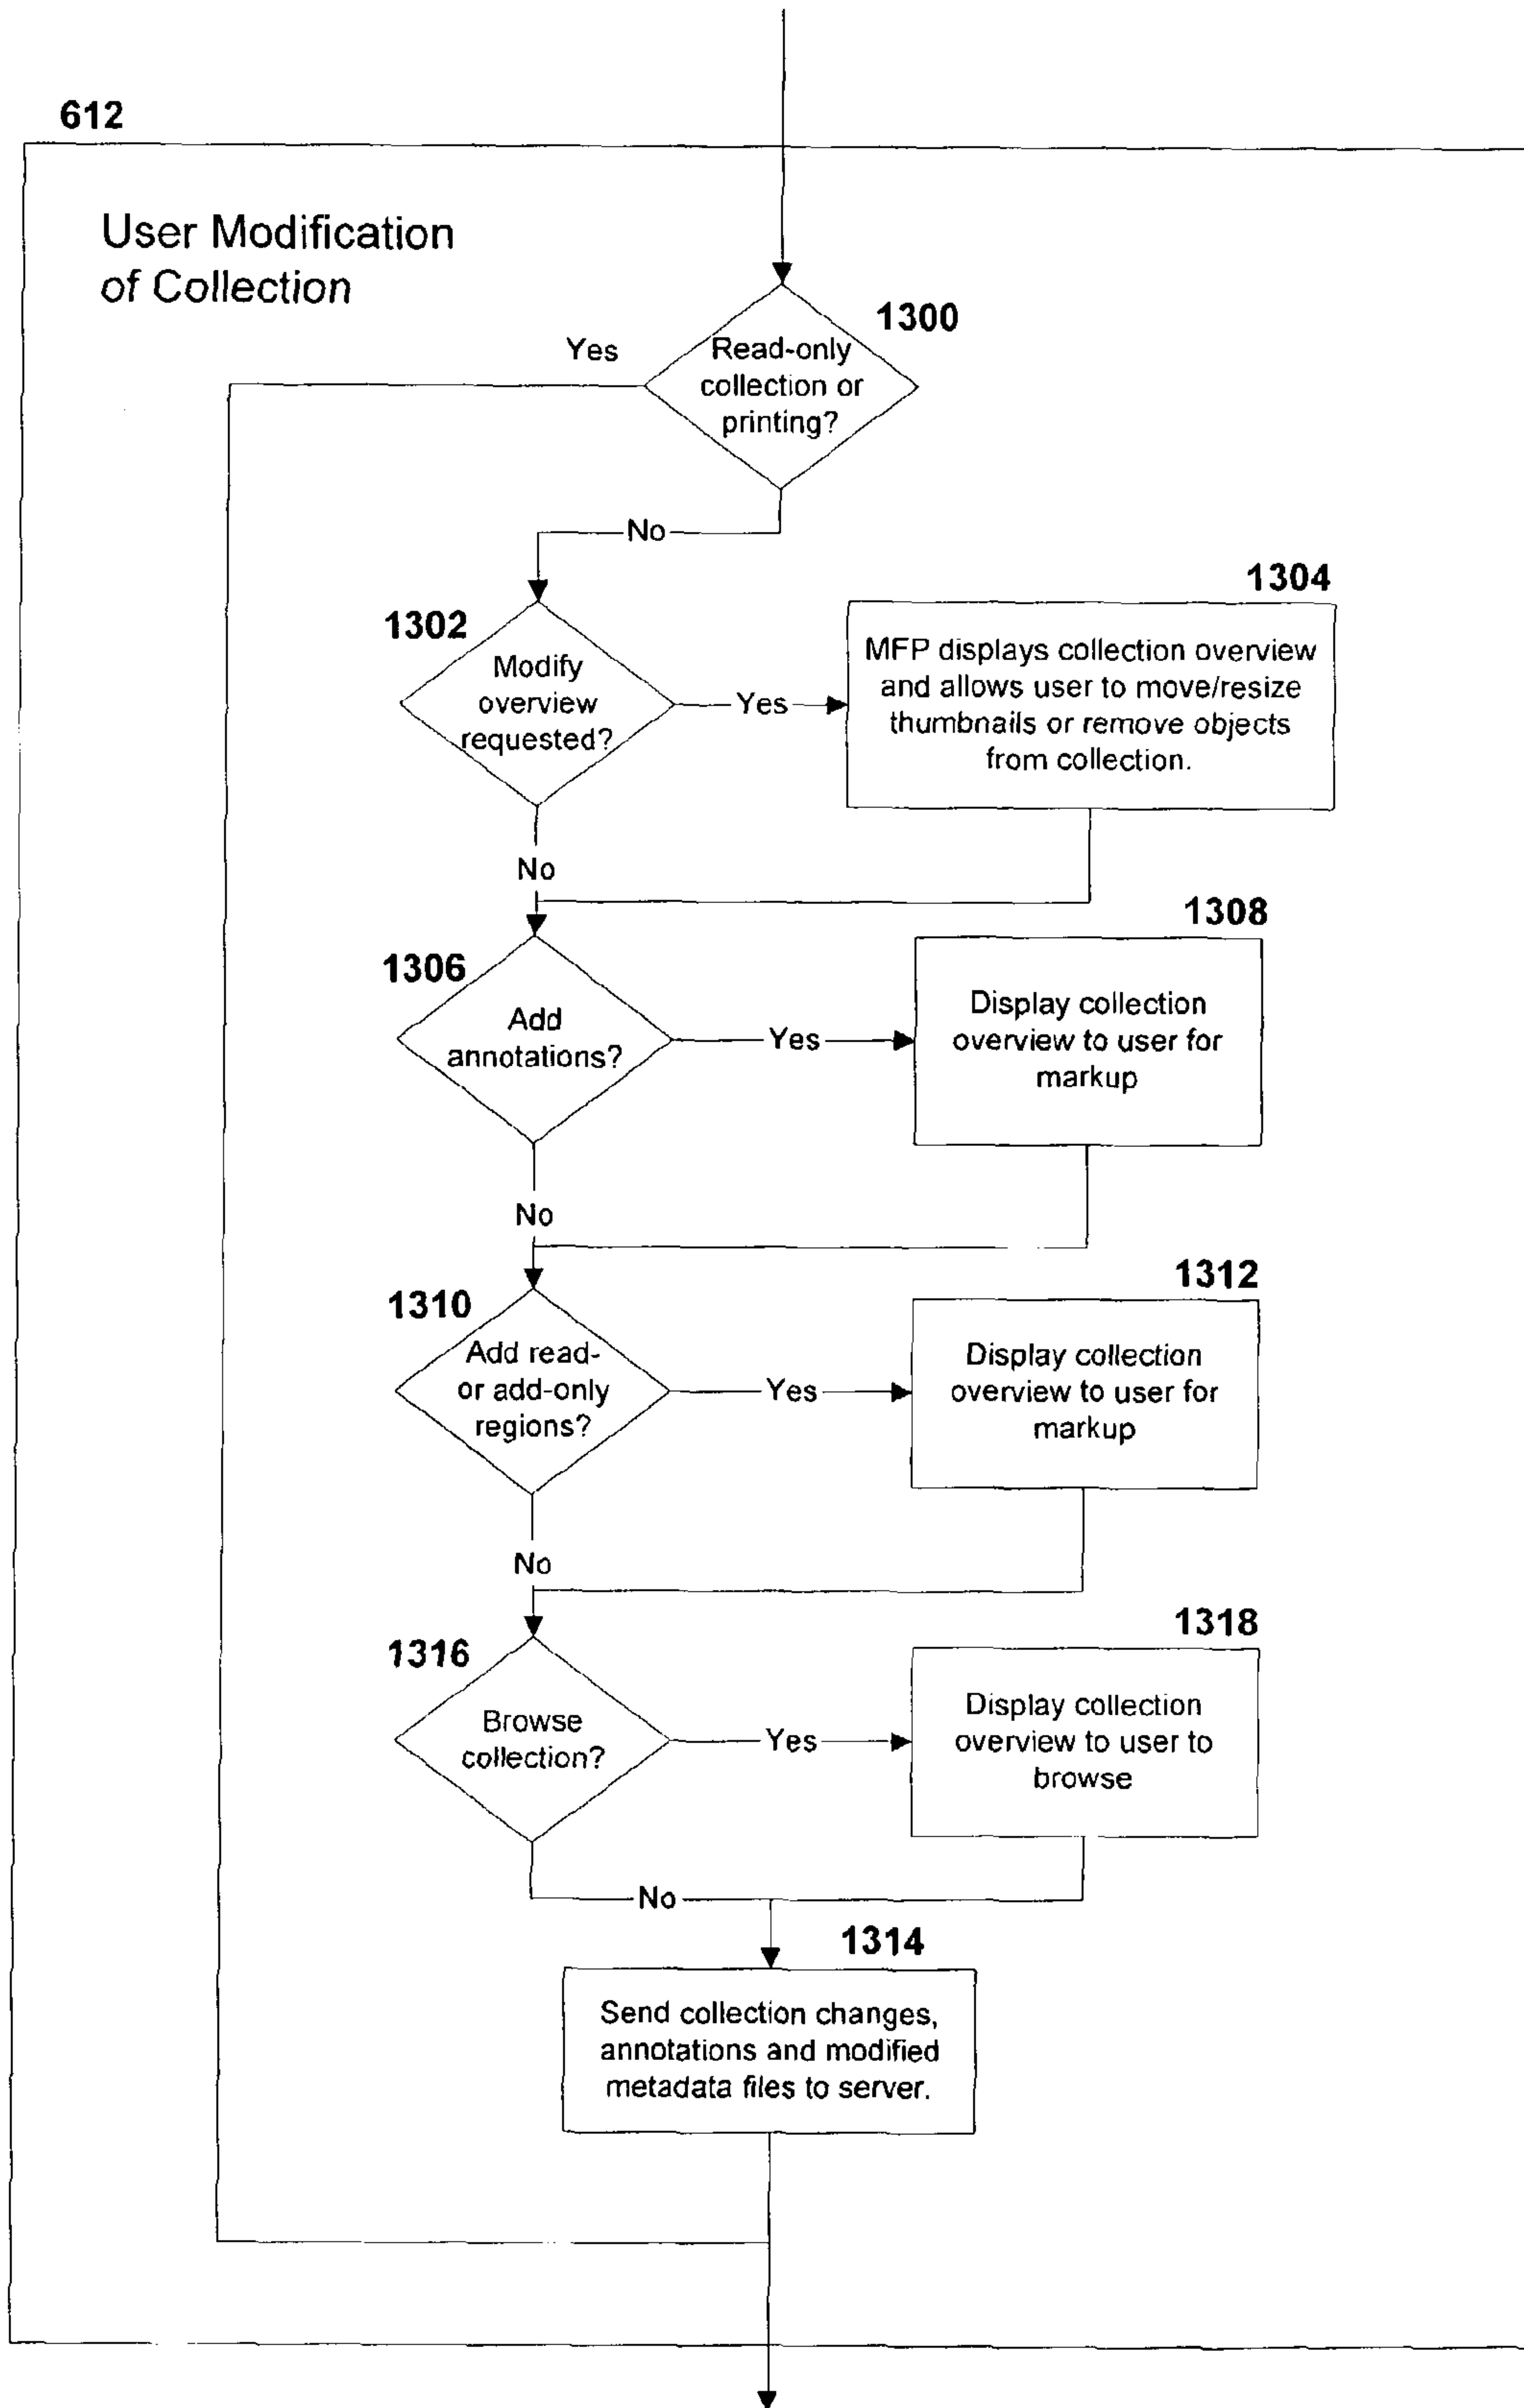 612
User Modification
of Collection
1300
Yes
Read-only
collection or
printing?
No
1304
1302
Modify
overview
requested?
Yes
MFP displays collection overview
and allows user to move/resize
thumbnails or remove objects
from collection.
No
1308
1306
Add
annotations?
Yes
Display collection
overview to user for
markup
No
1312
1310
Add read-
or add-only
regions?
Yes
Display collection
overview to user for
markup
No
1318
1316
Browse
collection?
Yes
Display collection
overview to user to
browse
No
1314
Send collection changes,
annotations and modified
metadada files to server.